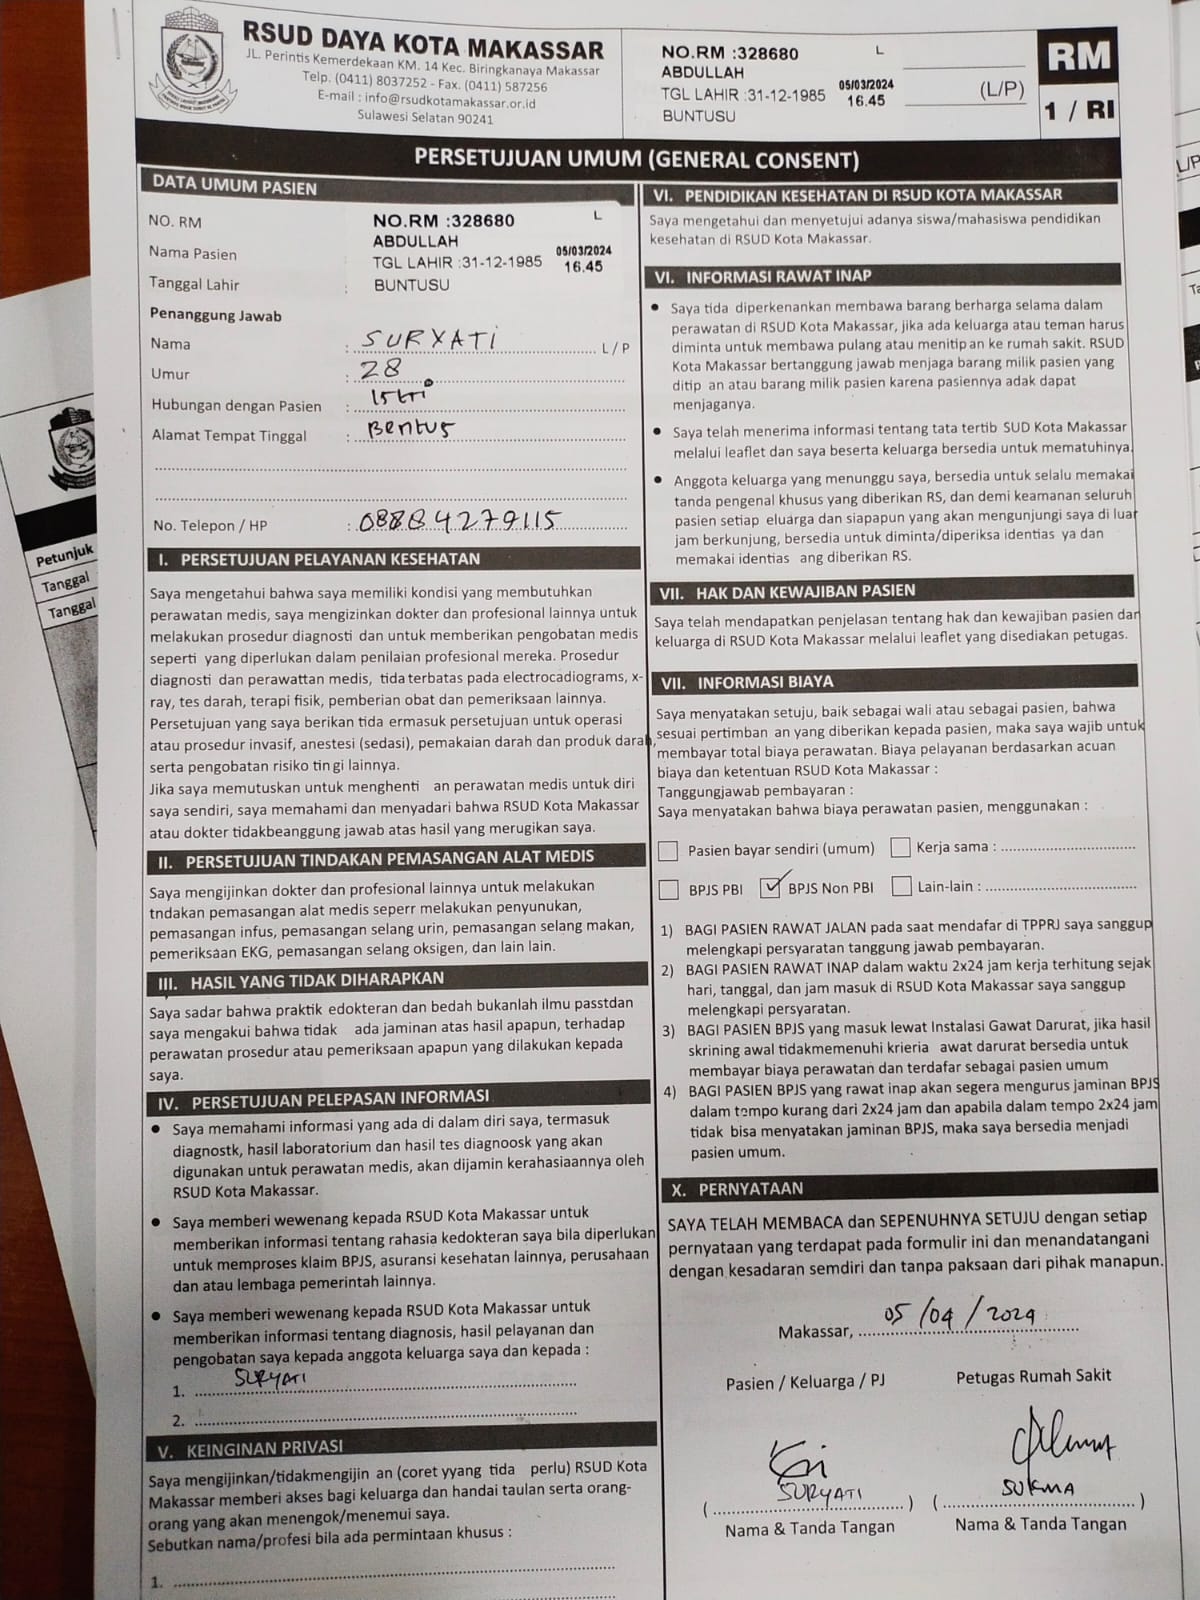 RSUD DAYA KOTA MAKASSAR
JL. Perintis Kemerdekaan KM. 14 Kec. Biringkanaya Makassar
Telp. (0411) 8037252 - Fax. (0411) 587256
E-mail : info@rsudkotamakassar.or.id
Sulawesi Selatan 90241
NO.RM :328680 L
ABDULLAH
TGL LAHIR :31-12-1985 05/03/2024 16.45
BUNTUSU
(L/P)
RM
1 / RI
PERSETUJUAN UMUM (GENERAL CONSENT)
DATA UMUM PASIEN
NO. RM NO.RM :328680 L
Nama Pasien ABDULLAH
TGL LAHIR :31-12-1985 05/03/2024 16.45
Tanggal Lahir : BUNTUSU
Penanggung Jawab
Nama : SURYATI L / P
Umur : 28
Hubungan dengan Pasien : Istri
Alamat Tempat Tinggal : Bentus
No. Telepon / HP : 08884279115
I. PERSETUJUAN PELAYANAN KESEHATAN
Saya mengetahui bahwa saya memiliki kondisi yang membutuhkan
perawatan medis, saya mengizinkan dokter dan profesional lainnya untuk
melakukan prosedur diagnosti dan untuk memberikan pengobatan medis
seperti yang diperlukan dalam penilaian profesional mereka. Prosedur
diagnosti dan perawattan medis, tida terbatas pada electrocadiograms, x-
ray, tes darah, terapi fisik, pemberian obat dan pemeriksaan lainnya.
Persetujuan yang saya berikan tida ermasuk persetujuan untuk operasi
atau prosedur invasif, anestesi (sedasi), pemakaian darah dan produk darah,
serta pengobatan risiko tin gi lainnya.
Jika saya memutuskan untuk menghenti an perawatan medis untuk diri
saya sendiri, saya memahami dan menyadari bahwa RSUD Kota Makassar
atau dokter tidakbeanggung jawab atas hasil yang merugikan saya.
II. PERSETUJUAN TINDAKAN PEMASANGAN ALAT MEDIS
Saya mengijinkan dokter dan profesional lainnya untuk melakukan
tndakan pemasangan alat medis seperr melakukan penyunukan,
pemasangan infus, pemasangan selang urin, pemasangan selang makan,
pemeriksaan EKG, pemasangan selang oksigen, dan lain lain.
III. HASIL YANG TIDAK DIHARAPKAN
Saya sadar bahwa praktik edokteran dan bedah bukanlah ilmu passtdan
saya mengakui bahwa tidak ada jaminan atas hasil apapun, terhadap
perawatan prosedur atau pemeriksaan apapun yang dilakukan kepada
saya.
IV. PERSETUJUAN PELEPASAN INFORMASI
● Saya memahami informasi yang ada di dalam diri saya, termasuk
diagnostk, hasil laboratorium dan hasil tes diagnoosk yang akan
digunakan untuk perawatan medis, akan dijamin kerahasiaannya oleh
RSUD Kota Makassar.
● Saya memberi wewenang kepada RSUD Kota Makassar untuk
memberikan informasi tentang rahasia kedokteran saya bila diperlukan
untuk memproses klaim BPJS, asuransi kesehatan lainnya, perusahaan
dan atau lembaga pemerintah lainnya.
● Saya memberi wewenang kepada RSUD Kota Makassar untuk
memberikan informasi tentang diagnosis, hasil pelayanan dan
pengobatan saya kepada anggota keluarga saya dan kepada :
1. SURYATI
2.
V. KEINGINAN PRIVASI
Saya mengijinkan/tidakmengijin an (coret yyang tida perlu) RSUD Kota
Makassar memberi akses bagi keluarga dan handai taulan serta orang-
orang yang akan menengok/menemui saya.
Sebutkan nama/profesi bila ada permintaan khusus :
1.
VI. PENDIDIKAN KESEHATAN DI RSUD KOTA MAKASSAR
Saya mengetahui dan menyetujui adanya siswa/mahasiswa pendidikan
kesehatan di RSUD Kota Makassar.
VI. INFORMASI RAWAT INAP
● Saya tida diperkenankan membawa barang berharga selama dalam
perawatan di RSUD Kota Makassar, jika ada keluarga atau teman harus
diminta untuk membawa pulang atau menitip an ke rumah sakit. RSUD
Kota Makassar bertanggung jawab menjaga barang milik pasien yang
ditip an atau barang milik pasien karena pasiennya adak dapat
menjaganya.
● Saya telah menerima informasi tentang tata tertib SUD Kota Makassar
melalui leaflet dan saya beserta keluarga bersedia untuk mematuhinya.
● Anggota keluarga yang menunggu saya, bersedia untuk selalu memakai
tanda pengenal khusus yang diberikan RS, dan demi keamanan seluruh
pasien setiap eluarga dan siapapun yang akan mengunjungi saya di luar
jam berkunjung, bersedia untuk diminta/diperiksa identias ya dan
memakai identias ang diberikan RS.
VII. HAK DAN KEWAJIBAN PASIEN
Saya telah mendapatkan penjelasan tentang hak dan kewajiban pasien dan
keluarga di RSUD Kota Makassar melalui leaflet yang disediakan petugas.
VII. INFORMASI BIAYA
Saya menyatakan setuju, baik sebagai wali atau sebagai pasien, bahwa
sesuai pertimban an yang diberikan kepada pasien, maka saya wajib untuk
membayar total biaya perawatan. Biaya pelayanan berdasarkan acuan
biaya dan ketentuan RSUD Kota Makassar :
Tanggungjawab pembayaran :
Saya menyatakan bahwa biaya perawatan pasien, menggunakan :
Pasien bayar sendiri (umum) Kerja sama :
BPJS PBI ✓ BPJS Non PBI Lain-lain :
1) BAGI PASIEN RAWAT JALAN pada saat mendafar di TPPRJ saya sanggup
melengkapi persyaratan tanggung jawab pembayaran.
2) BAGI PASIEN RAWAT INAP dalam waktu 2x24 jam kerja terhitung sejak
hari, tanggal, dan jam masuk di RSUD Kota Makassar saya sanggup
melengkapi persyaratan.
3) BAGI PASIEN BPJS yang masuk lewat Instalasi Gawat Darurat, jika hasil
skrining awal tidakmemenuhi krieria awat darurat bersedia untuk
membayar biaya perawatan dan terdafar sebagai pasien umum
4) BAGI PASIEN BPJS yang rawat inap akan segera mengurus jaminan BPJS
dalam tempo kurang dari 2x24 jam dan apabila dalam tempo 2x24 jam
tidak bisa menyatakan jaminan BPJS, maka saya bersedia menjadi
pasien umum.
X. PERNYATAAN
SAYA TELAH MEMBACA dan SEPENUHNYA SETUJU dengan setiap
pernyataan yang terdapat pada formulir ini dan menandatangani
dengan kesadaran semdiri dan tanpa paksaan dari pihak manapun.
Makassar, 05/04/2024
Pasien / Keluarga / PJ Petugas Rumah Sakit
(SURYATI) (SUKMA)
Nama & Tanda Tangan Nama & Tanda Tangan
Petunjuk
Tanggal
Tanggal
L/P